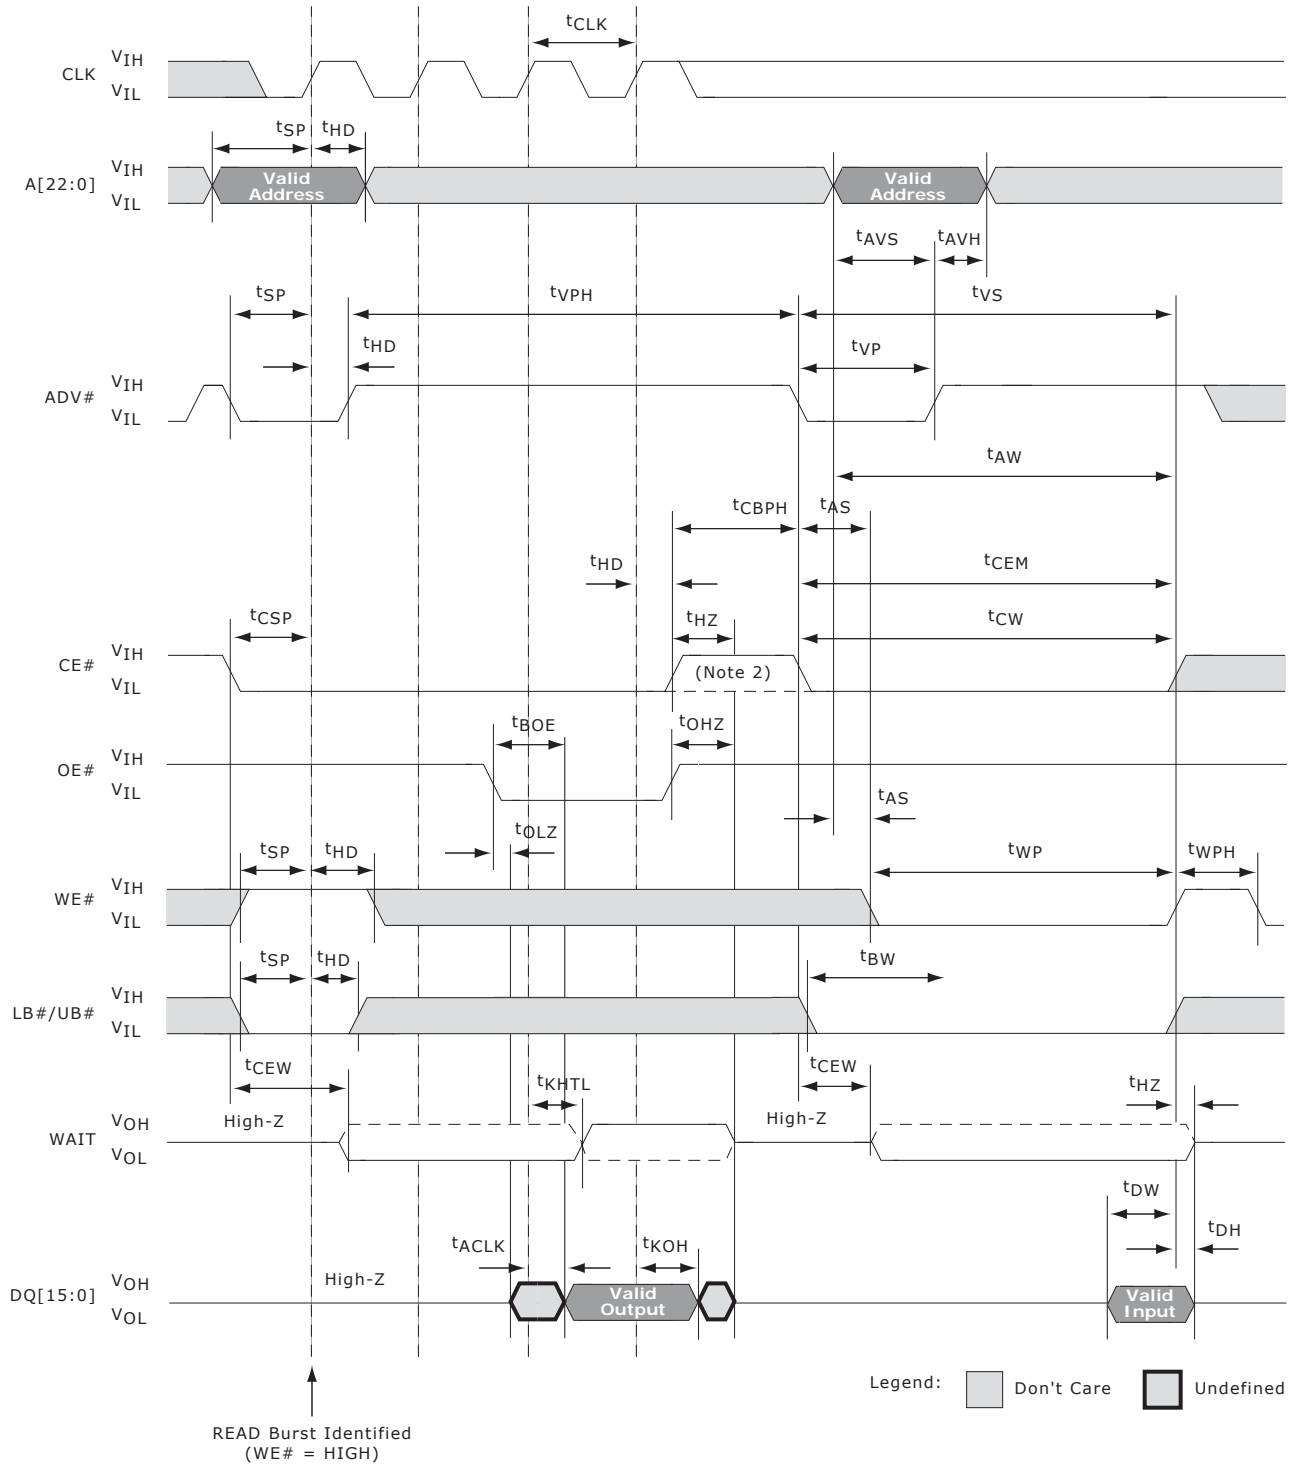 tCLK
CLK VIH
VIL
tSP tHD
A[22:0] VIH
VIL
Valid Address
Valid Address
tAVS tAVH
tSP tVPH tVS
tHD tVP
ADV# VIH
VIL
tAW
tCBPH tAS
tHD tCEM
tCSP tHZ tCW
CE# VIH
VIL
(Note 2)
tBOE tOHZ
OE# VIH
VIL
tAS
tOLZ
tSP tHD tWP tWPH
WE# VIH
VIL
tSP tHD tBW
LB#/UB# VIH
VIL
tCEW tKHTL tCEW tHZ
High-Z High-Z
WAIT VOH
VOL
tDW
tACLK tKOH tDH
High-Z
DQ[15:0] VOH
VOL
Valid Output
Valid Input
Legend: Don't Care Undefined
READ Burst Identified
(WE# = HIGH)